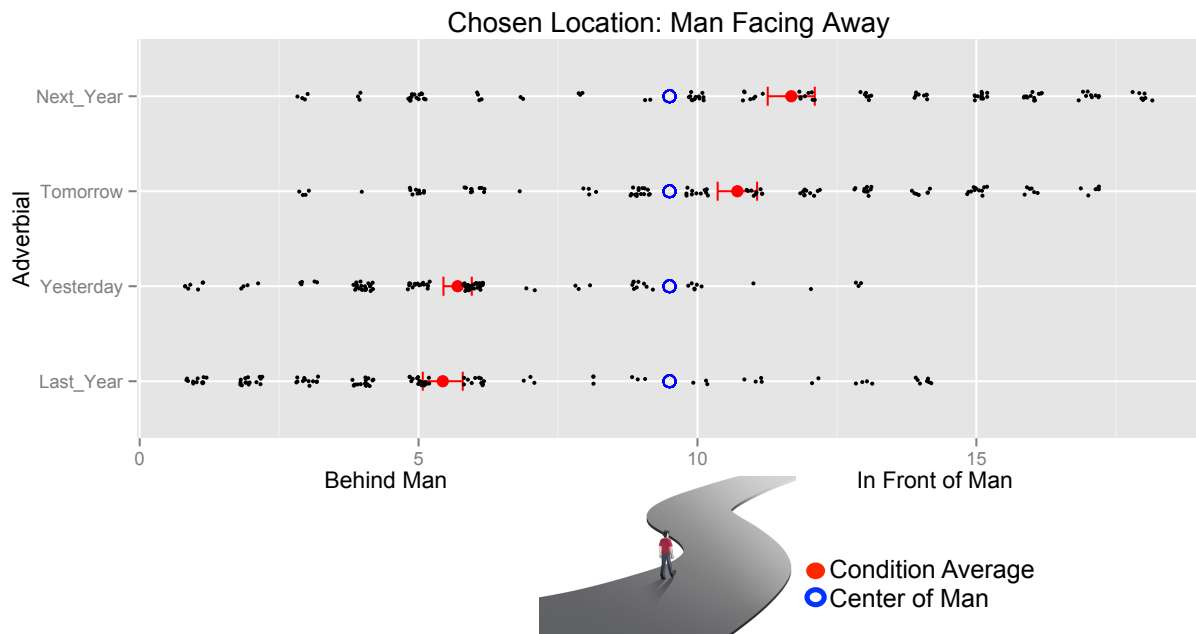 Chosen Location: Man Facing Away
Adverbial
Next_Year
Tomorrow
Yesterday
Last_Year
0 5 10 15
Behind Man In Front of Man
Condition Average
Center of Man